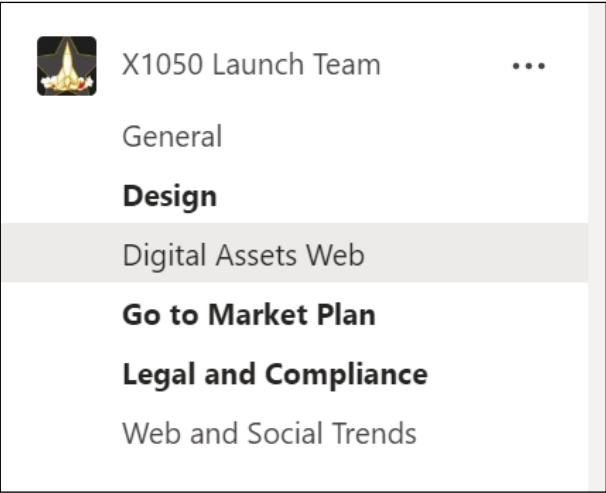 X1050 Launch Team
General
Design
Digital Assets Web
Go to Market Plan
Legal and Compliance
Web and Social Trends